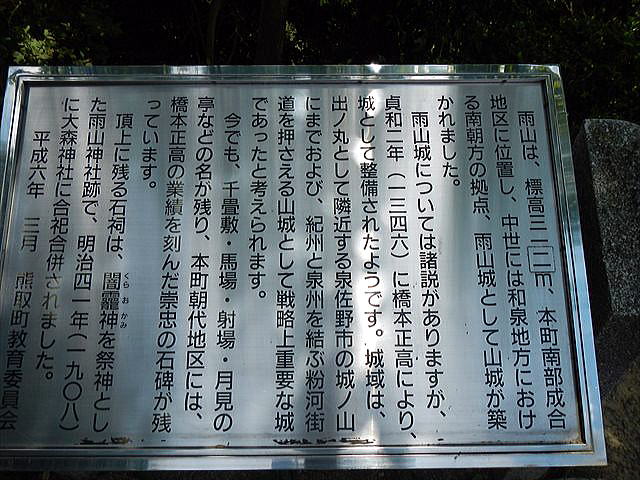 雨山は、標高三一二m、本町南部成合
地区に位置し、中世には和泉地方におけ
る南朝方の拠点、雨山城として山城が築
かれました。
雨山城については諸説がありますが、
貞和二年（一三四六）に橋本正高により、
城として整備されたようです。城域は、
出ノ丸として隣近する泉佐野市の城ノ山
にまでおよび、紀州と泉州を結ぶ粉河街
道を押さえる山城として戦略上重要な城
であったと考えられます。
今でも、千畳敷・馬場・射場・月見の
亭などの名が残り、本町朝代地区には、
橋本正高の業績を刻んだ崇忠の石碑が残
っています。
頂上に残る石祠は、闇龗神を祭神とし
くらおかみ
た雨山神社跡で、明治四一年（一九〇八）
に大森神社に合祀合併されました。
平成六年 三月 熊取町教育委員会